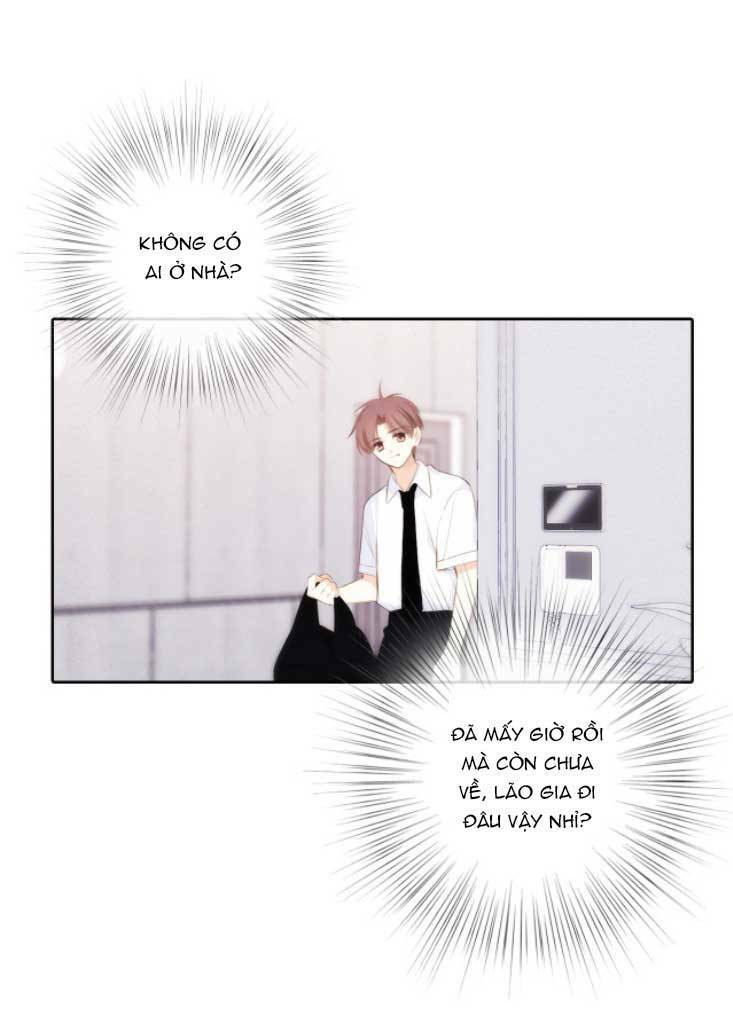 KHÔNG CÓ
AI Ở NHÀ?
ĐÃ MẤY GIỜ RỒI
MÀ CÒN CHƯA
VỀ, LÃO GIA ĐI
ĐÂU VẬY NHỈ?